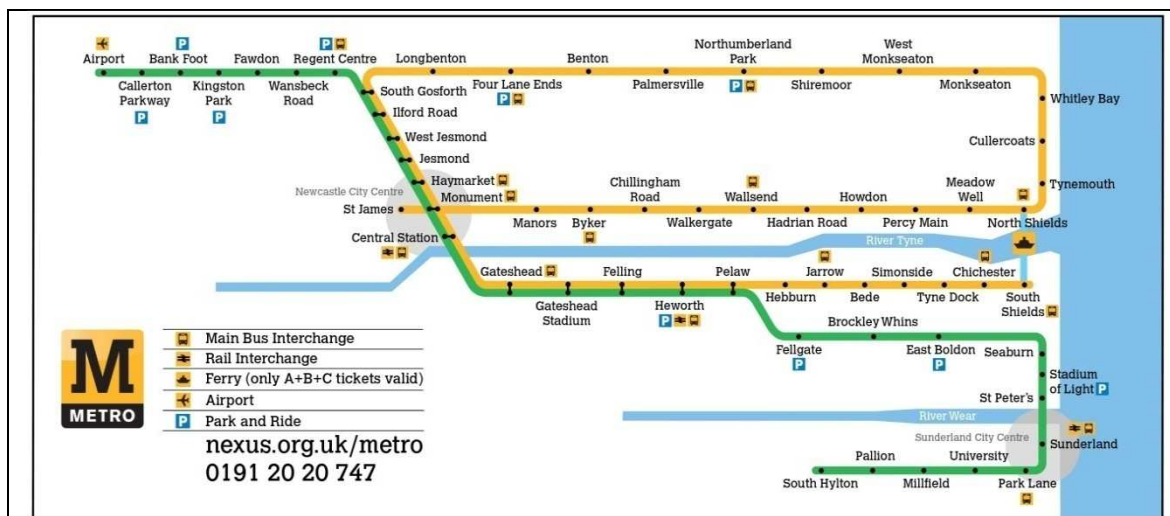 Airport
Bank Foot
Fawdon
Regent Centre
Callerton
Parkway
Kingston
Park
Wansbeck
Road
Longbenton
Four Lane Ends
Benton
Palmersville
Northumberland
Park
Shiremoor
West
Monkseaton
Monkseaton
Whitley Bay
Cullercoats
Tynemouth
South Gosforth
Ilford Road
West Jesmond
Jesmond
Haymarket
Newcastle City Centre
Monument
St James
Central Station
Manors
Byker
Chillingham
Road
Walkergate
Wallsend
Hadrian Road
Howdon
Percy Main
Meadow
Well
North Shields
River Tyne
Gateshead
Gateshead
Stadium
Felling
Heworth
Pelaw
Hebburn
Jarrow
Bede
Simonside
Tyne Dock
Chichester
South
Shields
Fellgate
Brockley Whins
East Boldon
Seaburn
Stadium
of Light
St Peter's
River Wear
Sunderland City Centre
Sunderland
Park Lane
University
Millfield
Pallion
South Hylton
M
METRO
Main Bus Interchange
Rail Interchange
Ferry (only A+B+C tickets valid)
Airport
P Park and Ride
nexus.org.uk/metro
0191 20 20 747